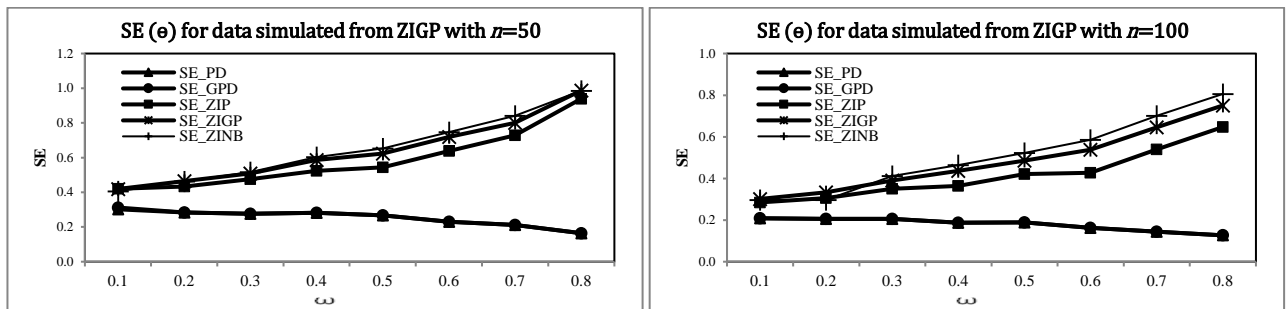 SE (ɵ) for data simulated from ZIGP with n=50
1.2
1.0
0.8
0.6
0.4
0.2
0.0
SE
SE_PD
SE_GPD
SE_ZIP
SE_ZIGP
SE_ZINB
0.1 0.2 0.3 0.4 0.5 0.6 0.7 0.8
ω
SE (ɵ) for data simulated from ZIGP with n=100
1.0
0.8
0.6
0.4
0.2
0.0
SE
SE_PD
SE_GPD
SE_ZIP
SE_ZIGP
SE_ZINB
0.1 0.2 0.3 0.4 0.5 0.6 0.7 0.8
ω